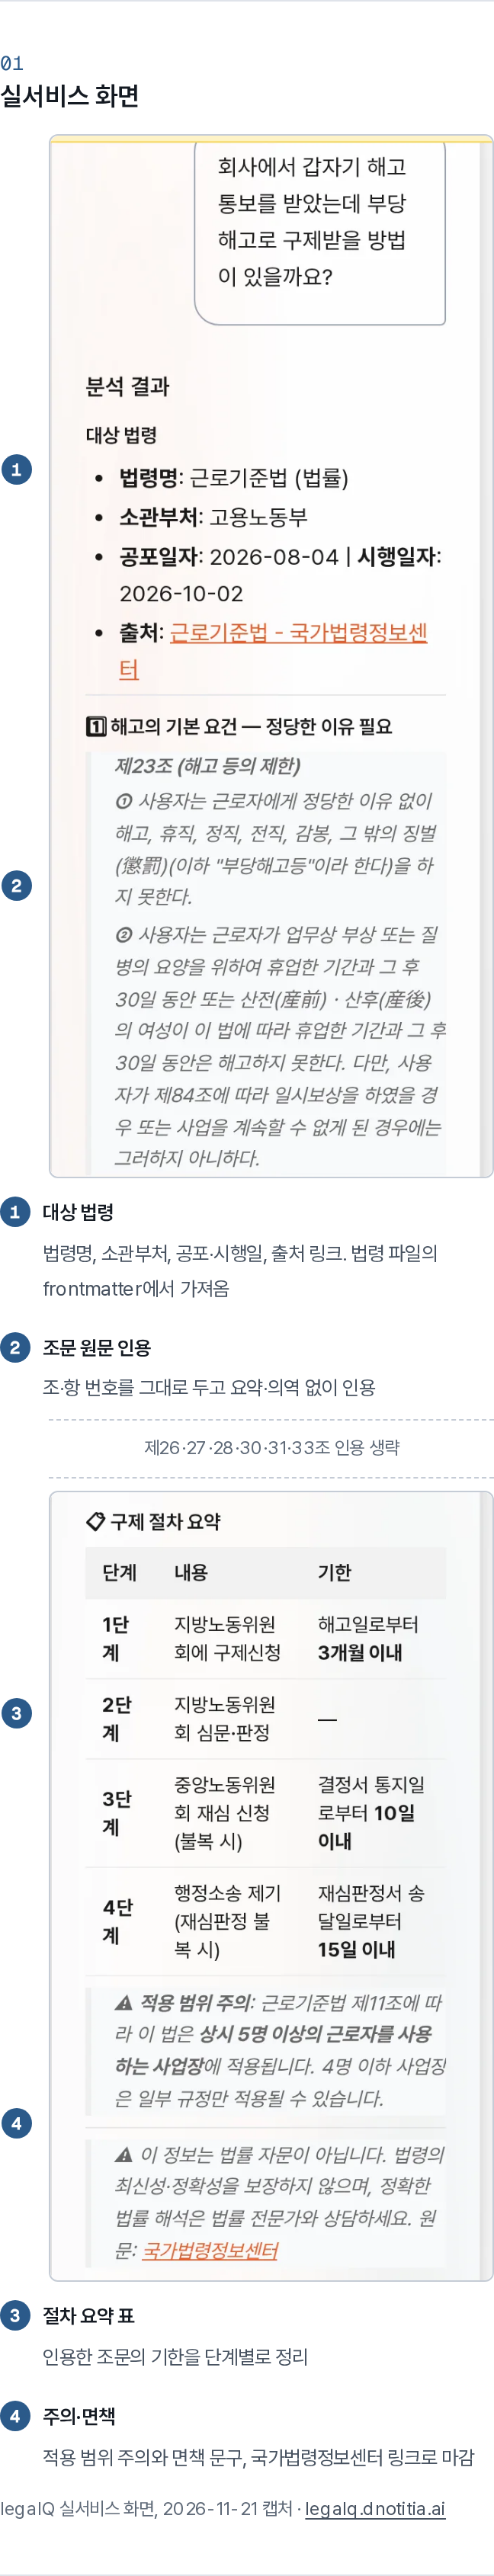 01
실서비스 화면
회사에서 갑자기 해고
통보를 받았는데 부당
해고로 구제받을 방법
이 있을까요?
분석 결과
대상 법령
1
• 법령명: 근로기준법 (법률)
• 소관부처: 고용노동부
• 공포일자: 2026-08-04 | 시행일자:
2026-10-02
• 출처: 근로기준법 - 국가법령정보센
터
1️⃣ 해고의 기본 요건 — 정당한 이유 필요
제23조 (해고 등의 제한)
① 사용자는 근로자에게 정당한 이유 없이
해고, 휴직, 정직, 전직, 감봉, 그 밖의 징벌
2
(懲罰)(이하 "부당해고등"이라 한다)을 하
지 못한다.
② 사용자는 근로자가 업무상 부상 또는 질
병의 요양을 위하여 휴업한 기간과 그 후
30일 동안 또는 산전(産前)ㆍ산후(産後)
의 여성이 이 법에 따라 휴업한 기간과 그 후
30일 동안은 해고하지 못한다. 다만, 사용
자가 제84조에 따라 일시보상을 하였을 경
우 또는 사업을 계속할 수 없게 된 경우에는
그러하지 아니하다.
1 대상 법령
법령명, 소관부처, 공포·시행일, 출처 링크. 법령 파일의
frontmatter에서 가져옴
2 조문 원문 인용
조·항 번호를 그대로 두고 요약·의역 없이 인용
제26·27·28·30·31·33조 인용 생략
📋 구제 절차 요약
단계 내용 기한
1단 지방노동위원 해고일로부터
계 회에 구제신청 3개월 이내
3
2단 지방노동위원 —
계 회 심문·판정
3단 중앙노동위원 결정서 통지일
계 회 재심 신청 로부터 10일
(불복 시) 이내
4단 행정소송 제기 재심판정서 송
계 (재심판정 불 달일로부터
복 시) 15일 이내
⚠ 적용 범위 주의: 근로기준법 제11조에 따
라 이 법은 상시 5명 이상의 근로자를 사용
하는 사업장에 적용됩니다. 4명 이하 사업장
은 일부 규정만 적용될 수 있습니다.
4
⚠ 이 정보는 법률 자문이 아닙니다. 법령의
최신성·정확성을 보장하지 않으며, 정확한
법률 해석은 법률 전문가와 상담하세요. 원
문: 국가법령정보센터
3 절차 요약 표
인용한 조문의 기한을 단계별로 정리
4 주의·면책
적용 범위 주의와 면책 문구, 국가법령정보센터 링크로 마감
legalQ 실서비스 화면, 2026-11-21 캡처 · legalq.dnotitia.ai